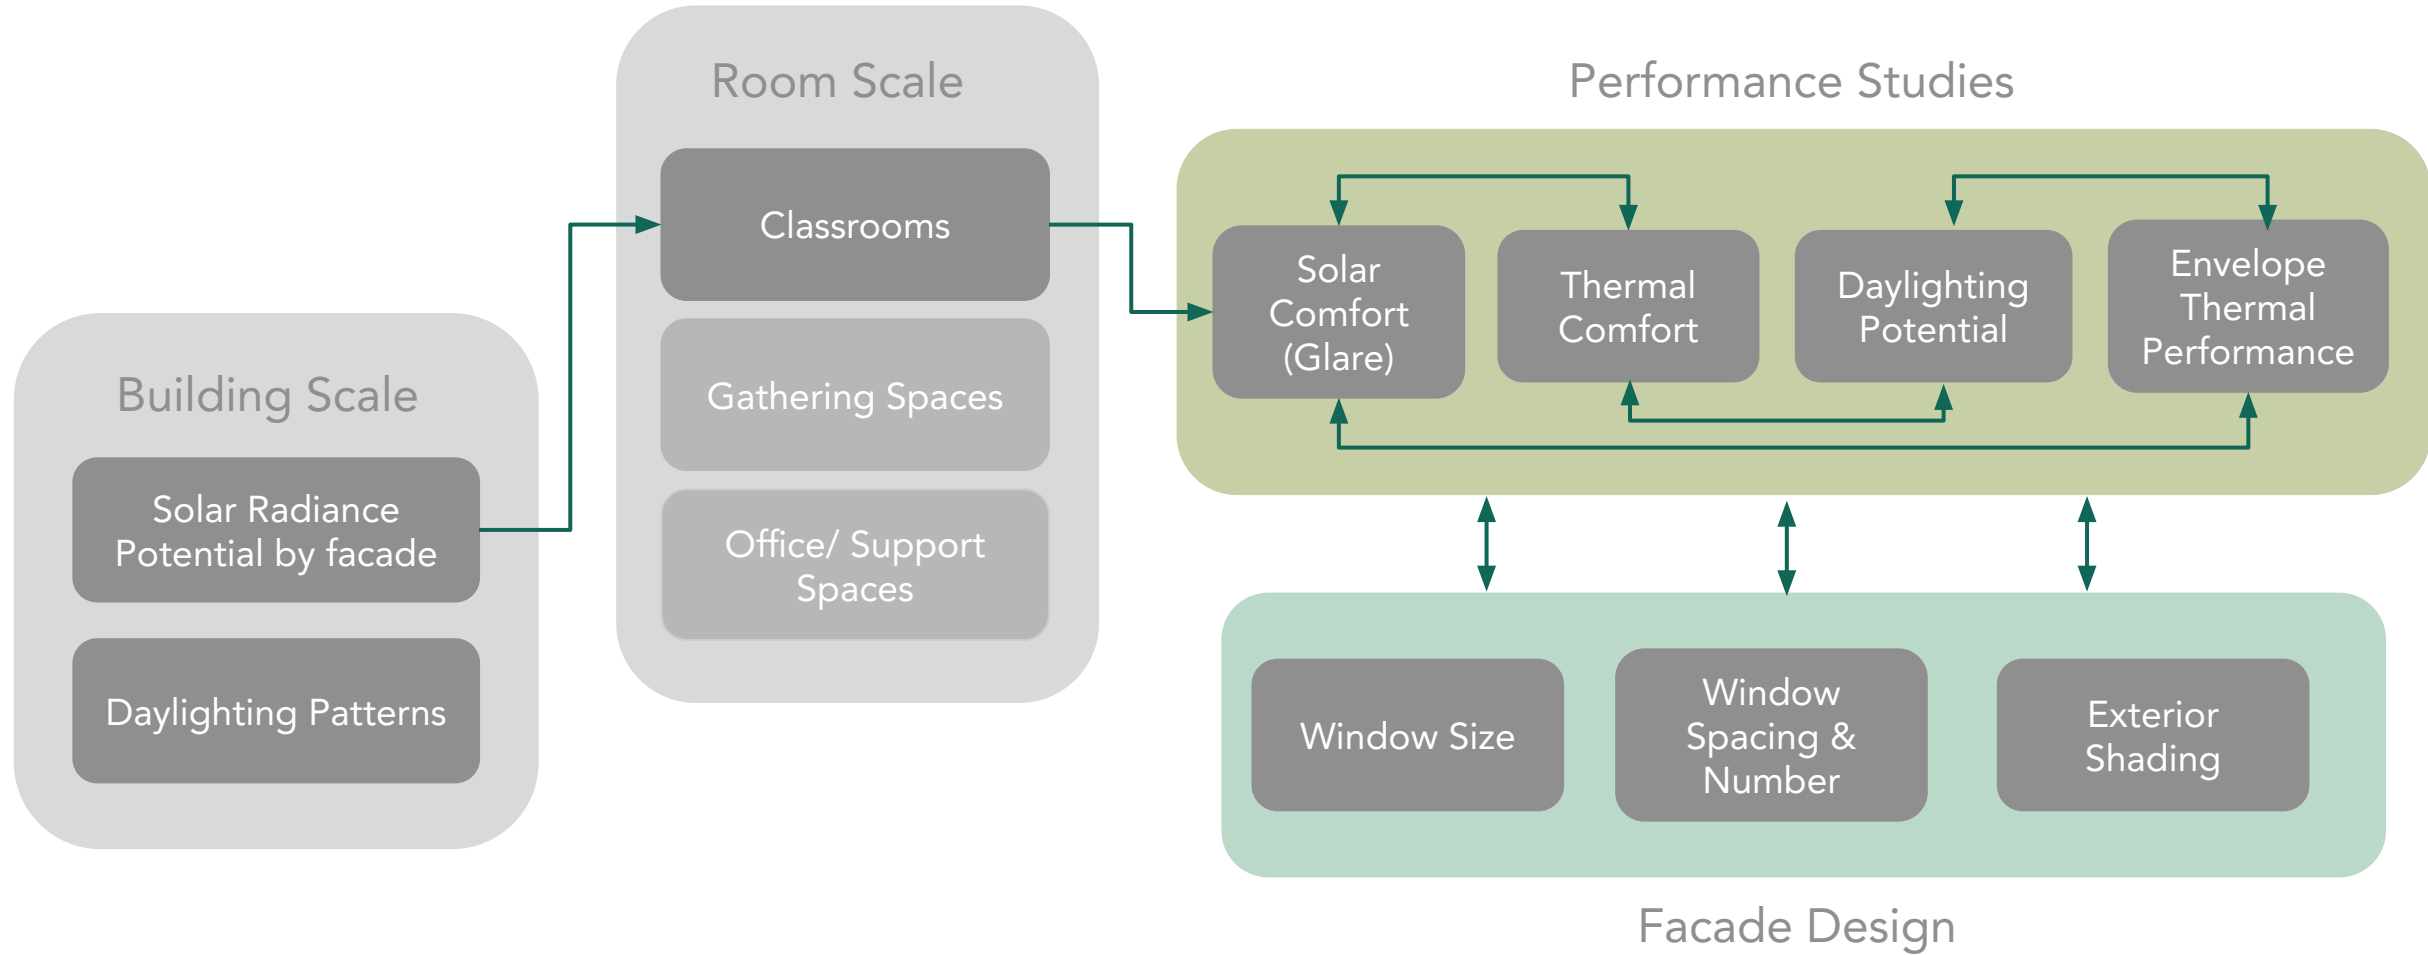 Building Scale
Solar Radiance
Potential by facade
Daylighting Patterns
Room Scale
Classrooms
Gathering Spaces
Office/ Support
Spaces
Performance Studies
Solar
Comfort
(Glare)
Thermal
Comfort
Daylighting
Potential
Envelope
Thermal
Performance
Window Size
Window
Spacing &
Number
Exterior
Shading
Facade Design